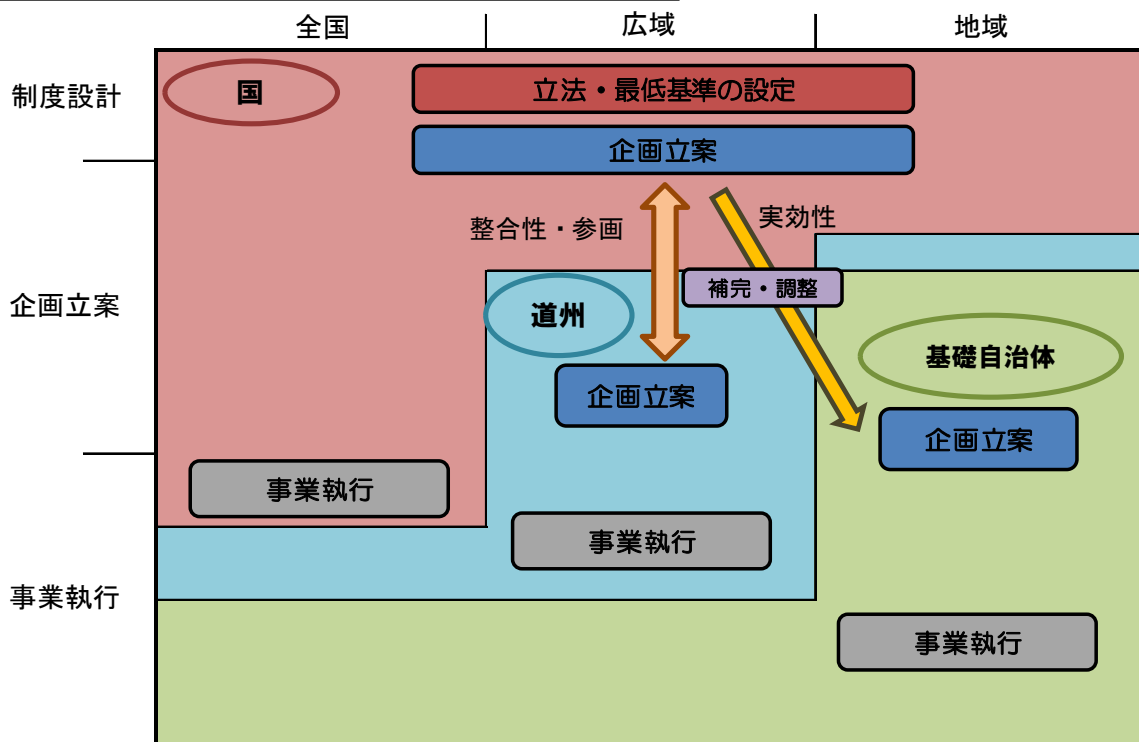 全国
広域
地域
制度設計
国
立法・最低基準の設定
企画立案
整合性・参画
実効性
補完・調整
企画立案
道州
基礎自治体
企画立案
企画立案
事業執行
事業執行
事業執行
事業執行